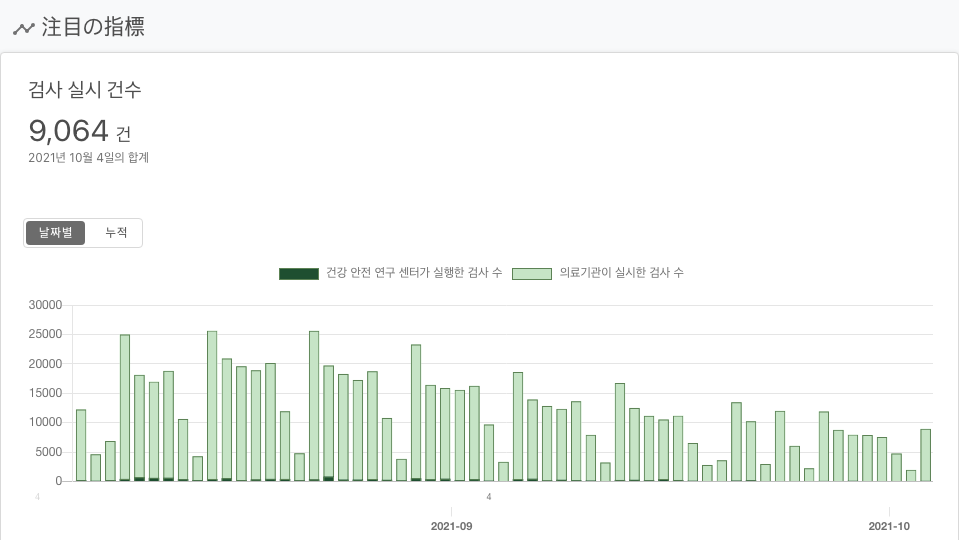 注目の指標
검사 실시 건수
9,064 건
2021년 10월 4일의 합계
날짜별 누적
건강 안전 연구 센터가 실행한 검사 수 의료기관이 실시한 검사 수
30000
25000
20000
15000
10000
5000
0
4 4
2021-09 2021-10